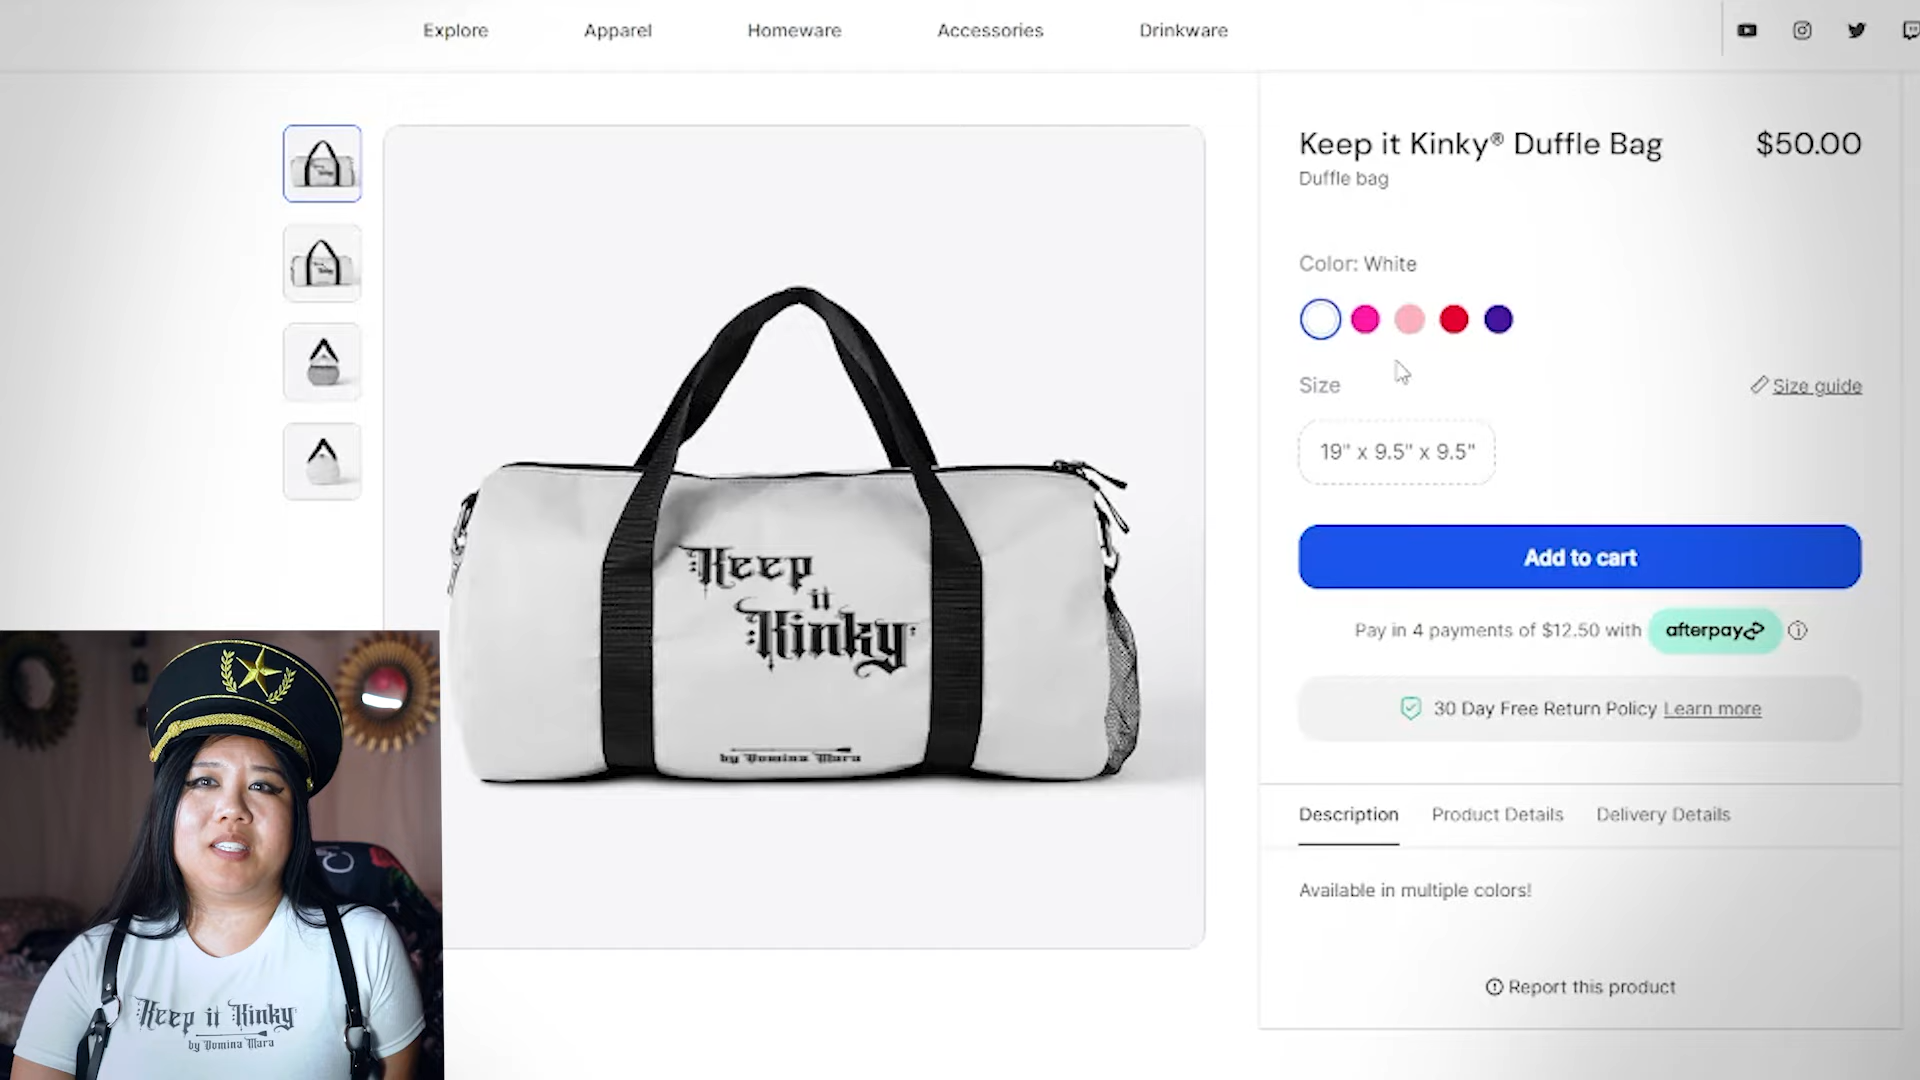 Explore Apparel Homeware Accessories Drinkware
Keep it Kinky® Duffle Bag $50.00
Duffle bag
Color: White
Size Size guide
19" x 9.5" x 9.5"
Add to cart
Pay in 4 payments of $12.50 with afterpay
30 Day Free Return Policy Learn more
Description Product Details Delivery Details
Available in multiple colors!
Report this product
Keep
it
Kinky
by Domina Mara
Keep it Kinky
by Domina Mara